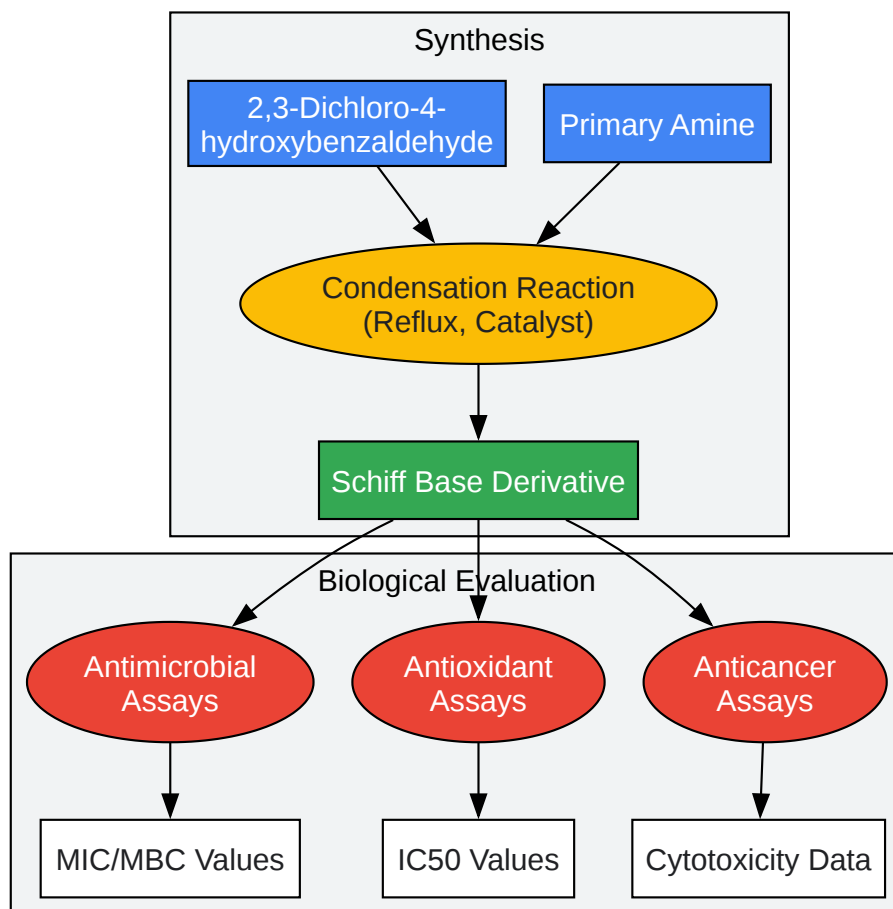 Synthesis
2,3-Dichloro-4-
hydroxybenzaldehyde
Primary Amine
Condensation Reaction
(Reflux, Catalyst)
Schiff Base Derivative
Biological Evaluation
Antimicrobial
Assays
Antioxidant
Assays
Anticancer
Assays
MIC/MBC Values
IC50 Values
Cytotoxicity Data